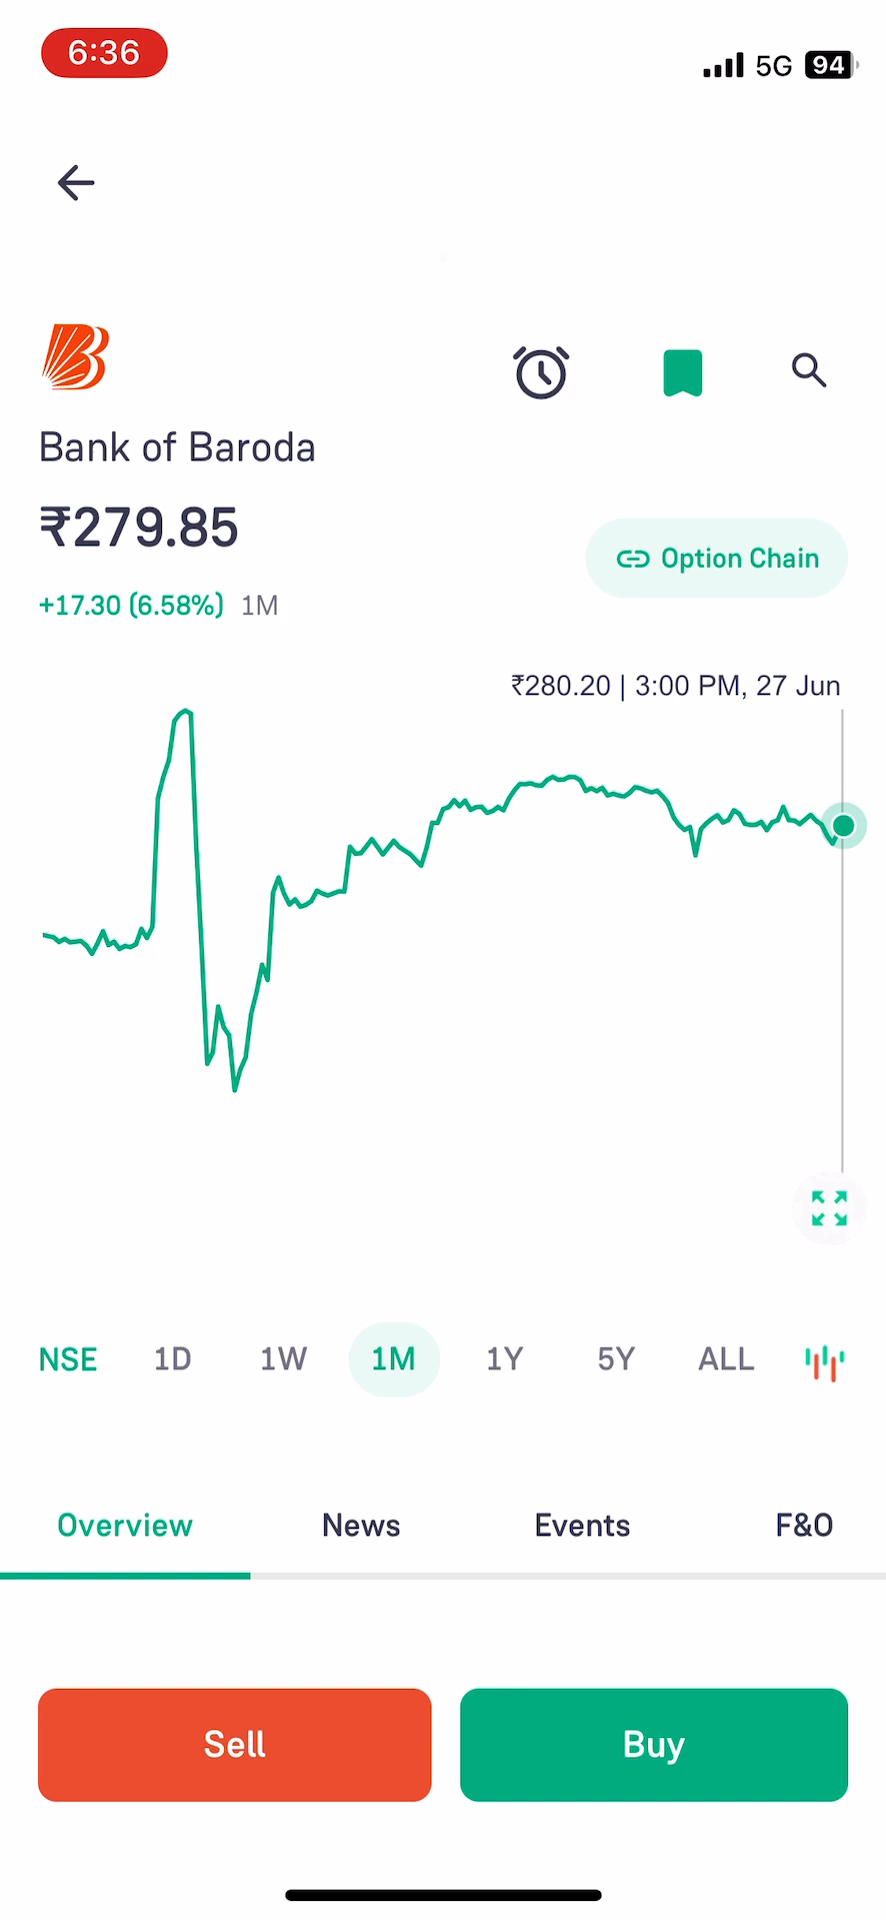 6:36
5G 94
Bank of Baroda
₹279.85
Option Chain
+17.30 (6.58%) 1M
₹280.20 | 3:00 PM, 27 Jun
NSE 1D 1W 1M 1Y 5Y ALL
Overview News Events F&O
Sell Buy